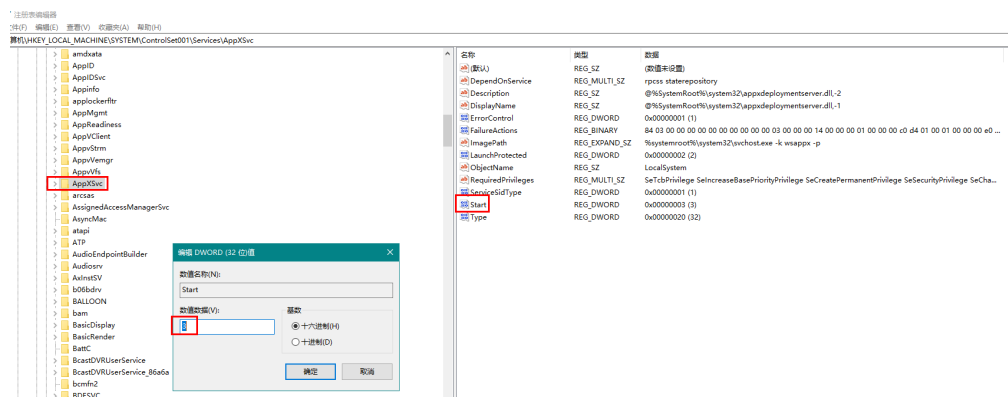 注册表编辑器
文件(F) 编辑(E) 查看(V) 收藏夹(A) 帮助(H)
算机\HKEY_LOCAL_MACHINE\SYSTEM\ControlSet001\Services\AppXSvc
amdxata
AppID
AppIDSvc
Appinfo
applockerfltr
AppMgmt
AppReadiness
AppVClient
AppvStrm
AppvVemgr
AppvVfs
AppXSvc
arcsas
AssignedAccessManagerSvc
AsyncMac
atapi
ATP
AudioEndpointBuilder
Audiosrv
AxInstSV
b06bdrv
BALLOON
bam
BasicDisplay
BasicRender
BattC
BcastDVRUserService
BcastDVRUserService_86a6a
bcmfn2
BDESVC
名称 类型 数据
(默认) REG_SZ (数值未设置)
DependOnService REG_MULTI_SZ rpcss staterepository
Description REG_SZ @%SystemRoot%\system32\appxdeploymentserver.dll,-2
DisplayName REG_SZ @%SystemRoot%\system32\appxdeploymentserver.dll,-1
ErrorControl REG_DWORD 0x00000001 (1)
FailureActions REG_BINARY 84 03 00 00 00 00 00 00 00 00 00 00 03 00 00 00 14 00 00 00 01 00 00 00 c0 d4 01 00 01 00 00 00 e0 ...
ImagePath REG_EXPAND_SZ %systemroot%\system32\svchost.exe -k wsappx -p
LaunchProtected REG_DWORD 0x00000002 (2)
ObjectName REG_SZ LocalSystem
RequiredPrivileges REG_MULTI_SZ SeTcbPrivilege SeIncreaseBasePriorityPrivilege SeCreatePermanentPrivilege SeSecurityPrivilege SeCha...
ServiceSidType REG_DWORD 0x00000001 (1)
Start REG_DWORD 0x00000003 (3)
Type REG_DWORD 0x00000020 (32)
编辑 DWORD (32 位)值
数值名称(N):
Start
数值数据(V): 基数
3 十六进制(H)
十进制(D)
确定 取消